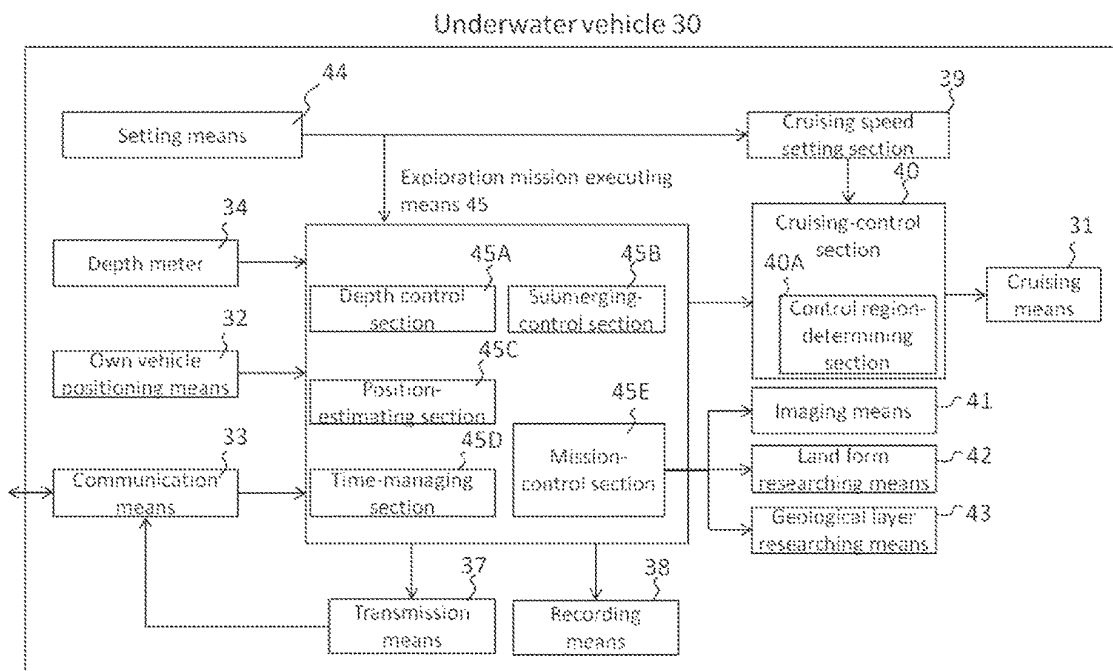 Underwater vehicle 30
44
39
Setting means
Cruising speed
setting section
Exploration mission executing
means 45
40
34
Cruising-control
section
31
Depth meter
45A
45B
40A
Cruising
means
Depth control
section
Submerging-
control section
Control region-
determining
section
32
Own vehicle
positioning means
45C
Position-
estimating section
45E
Imaging means
41
33
45D
Mission-
control section
Land form
researching means
42
Communication
means
Time-managing
section
Geological layer
researching means
43
37
38
Transmission
means
Recording
means